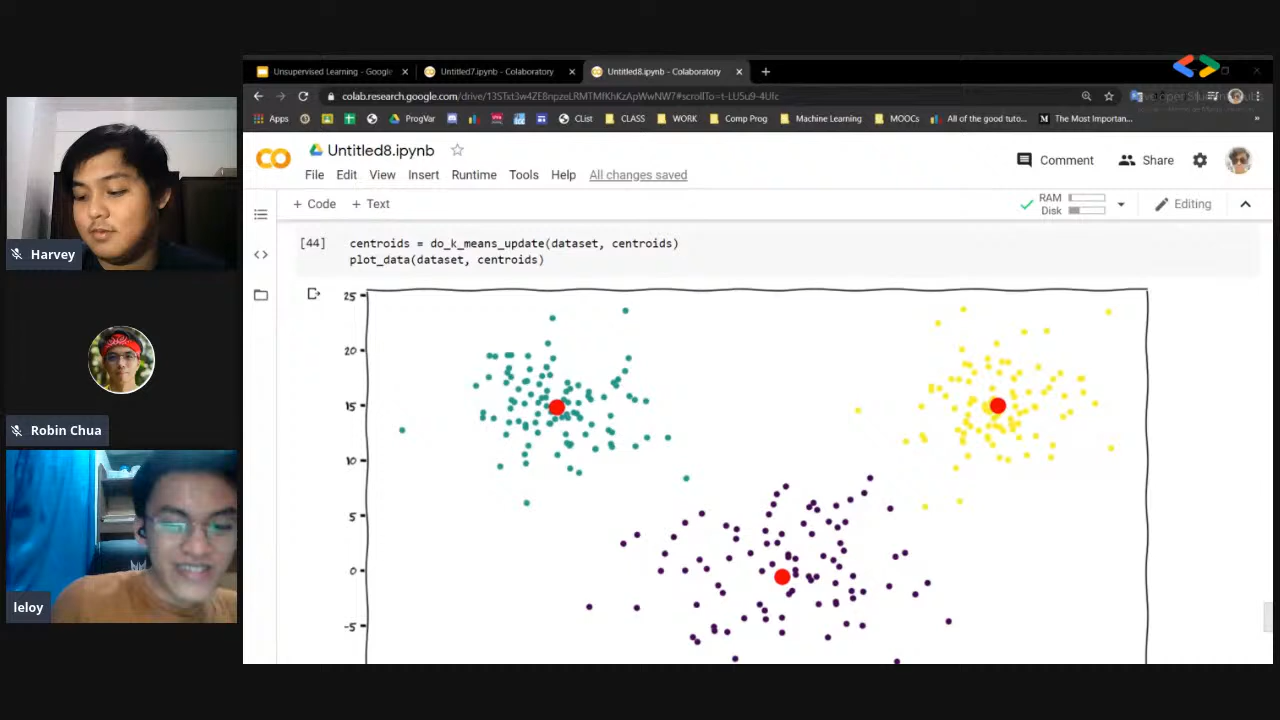 Unsupervised Learning - Google
Untitled7.ipynb - Colaboratory
Untitled8.ipynb - Colaboratory
colab.research.google.com/drive/13STxt3w4ZE8npzeLRMTMfKhKzApWwNW7#scrollTo=t-LU5u9-4Ufc
Apps
ProgVar
CList
CLASS
WORK
Comp Prog
Machine Learning
MOOCs
All of the good tuto...
The Most Importan...
Untitled8.ipynb
Comment
Share
File Edit View Insert Runtime Tools Help All changes saved
+ Code + Text
RAM
Disk
Editing
[44] centroids = do_k_means_update(dataset, centroids)
plot_data(dataset, centroids)
25
20
15
10
5
0
-5
Harvey
Robin Chua
leloy